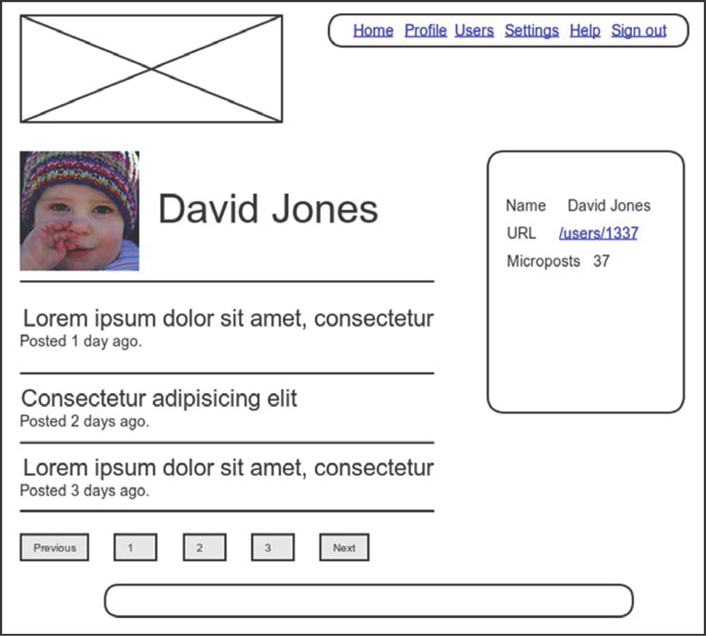 Home Profile Users Settings Help Sign out
David Jones
Name David Jones
URL /users/1337
Microposts 37
Lorem ipsum dolor sit amet, consectetur
Posted 1 day ago.
Consectetur adipisicing elit
Posted 2 days ago.
Lorem ipsum dolor sit amet, consectetur
Posted 3 days ago.
Previous 1 2 3 Next